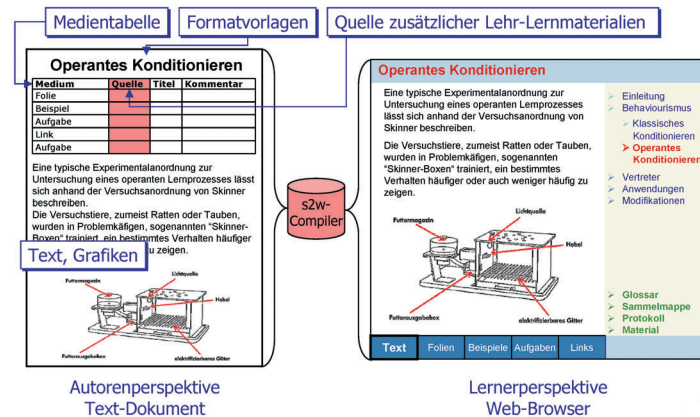 Medientabelle
Formatvorlagen
Quelle zusätzlicher Lehr-Lernmaterialien
Operantes Konditionieren
Medium Quelle Titel Kommentar
Folie
Beispiel
Aufgabe
Link
Aufgabe
Eine typische Experimentalanordnung zur
Untersuchung eines operanten Lernprozesses lässt
sich anhand der Versuchsanordnung von Skinner
beschreiben.
Die Versuchstiere, zumeist Ratten oder Tauben,
wurden in Problemkäfigen, sogenannten "Skinner-
Boxen" trainiert, ein bestimmtes Verhalten häufiger
zu zeigen.
Text, Grafiken
Futtermagazin
Lichtquelle
Hebel
Futterausgabebox
elektrifizierbares Gitter
Autorenperspektive
Text-Dokument
s2w-
Compiler
Operantes Konditionieren
Eine typische Experimentalanordnung zur
Untersuchung eines operanten Lernprozesses
lässt sich anhand der Versuchsanordnung von
Skinner beschreiben.
Die Versuchstiere, zumeist Ratten oder Tauben,
wurden in Problemkäfigen, sogenannten
"Skinner-Boxen" trainiert, ein bestimmtes
Verhalten häufiger oder auch weniger häufig zu
zeigen.
Futtermagazin
Lichtquelle
Hebel
Futterausgabebox
elektrifizierbares Gitter
Einleitung
Behaviourismus
Klassisches
Konditionieren
Operantes
Konditionieren
Vertreter
Anwendungen
Modifikationen
Glossar
Sammelmappe
Protokoll
Material
Text Folien Beispiele Aufgaben Links
Lernerperspektive
Web-Browser